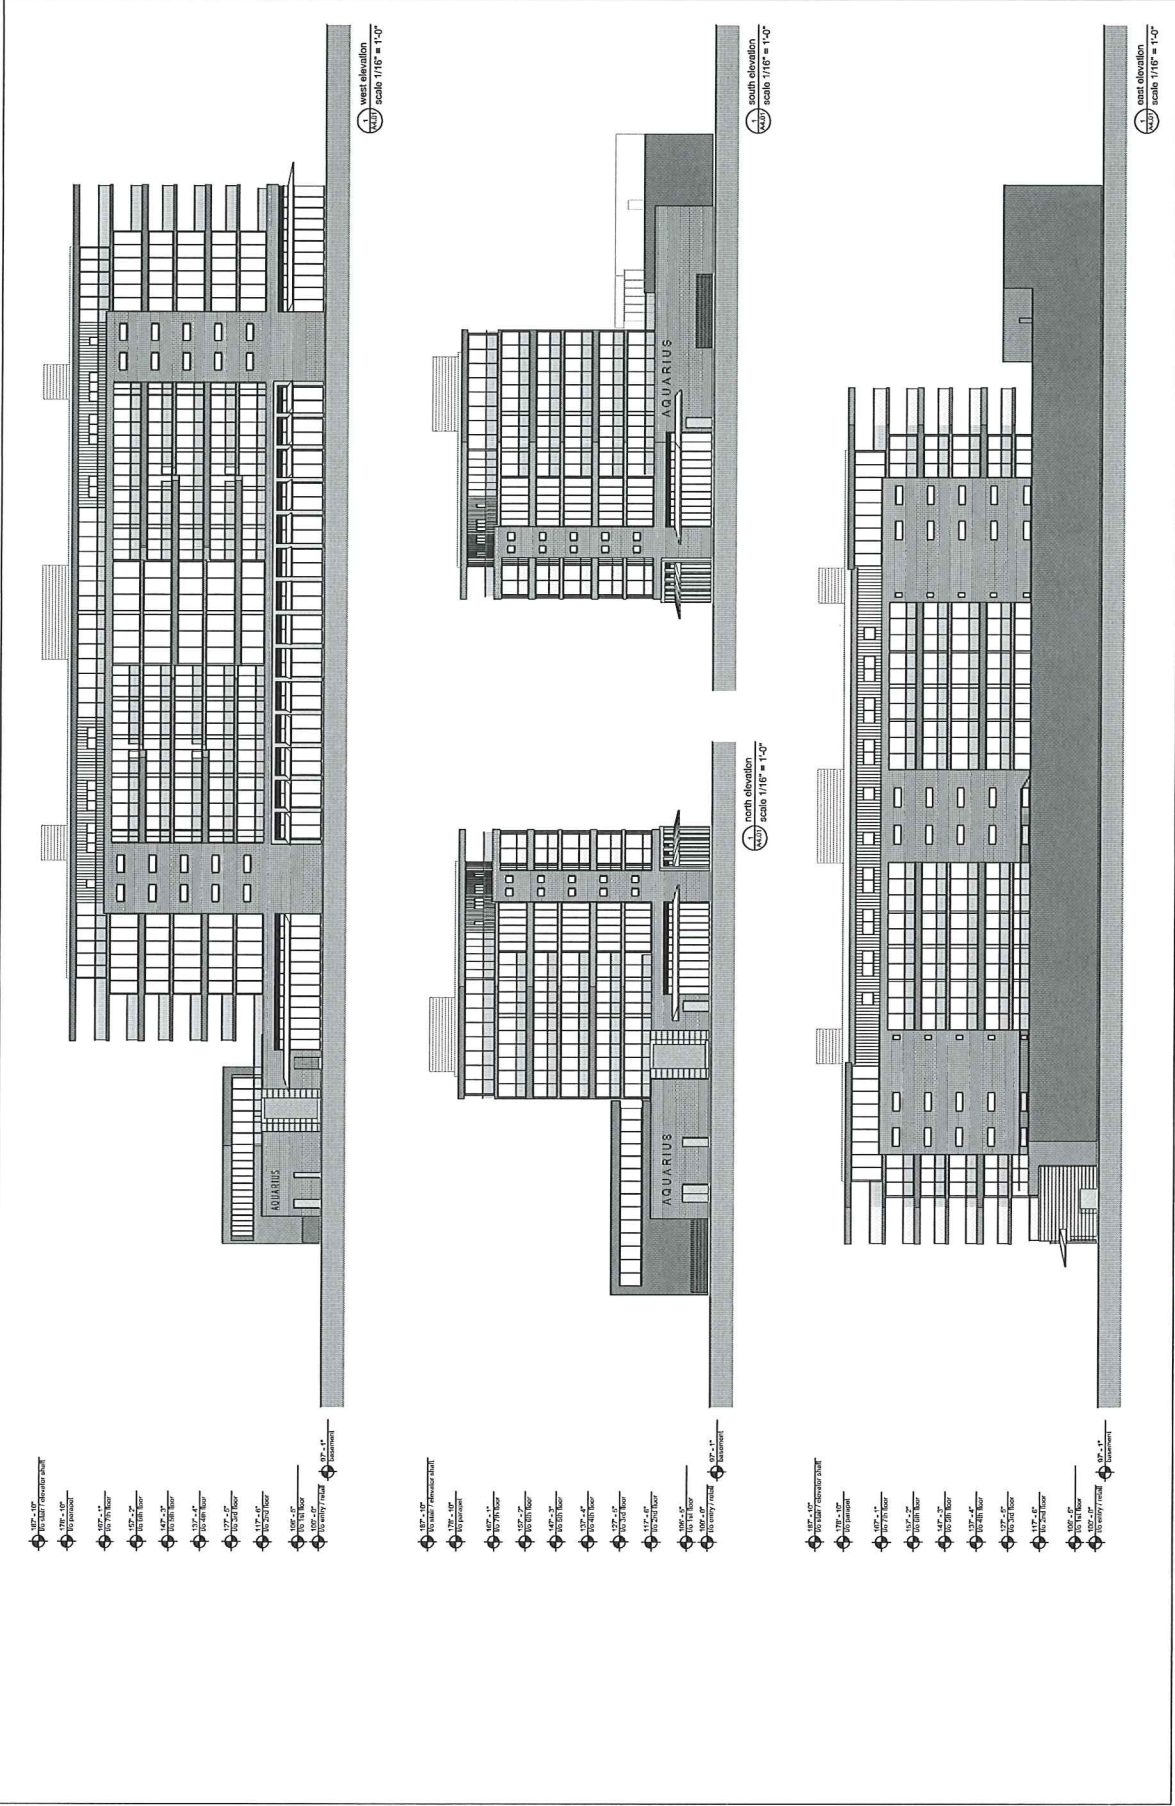 187' - 10"
t/o stair / elevator shaft
178' - 10"
t/o parapet
167' - 1"
t/o 7th floor
157' - 2"
t/o 6th floor
147' - 3"
t/o 5th floor
137' - 4"
t/o 4th floor
127' - 5"
t/o 3rd floor
117' - 6"
t/o 2nd floor
106' - 5"
t/o 1st floor
100' - 0"
t/o entry / retail
97' - 1"
basement
AQUARIUS
1
A4.01
west elevation
scale 1/16" = 1'-0"
187' - 10"
t/o stair / elevator shaft
178' - 10"
t/o parapet
167' - 1"
t/o 7th floor
157' - 2"
t/o 6th floor
147' - 3"
t/o 5th floor
137' - 4"
t/o 4th floor
127' - 5"
t/o 3rd floor
117' - 6"
t/o 2nd floor
106' - 5"
t/o 1st floor
100' - 0"
t/o entry / retail
97' - 1"
basement
AQUARIUS
1
A4.01
north elevation
scale 1/16" = 1'-0"
AQUARIUS
1
A4.01
south elevation
scale 1/16" = 1'-0"
187' - 10"
t/o stair / elevator shaft
178' - 10"
t/o parapet
167' - 1"
t/o 7th floor
157' - 2"
t/o 6th floor
147' - 3"
t/o 5th floor
137' - 4"
t/o 4th floor
127' - 5"
t/o 3rd floor
117' - 6"
t/o 2nd floor
106' - 5"
t/o 1st floor
100' - 0"
t/o entry / retail
97' - 1"
basement
1
A4.01
east elevation
scale 1/16" = 1'-0"